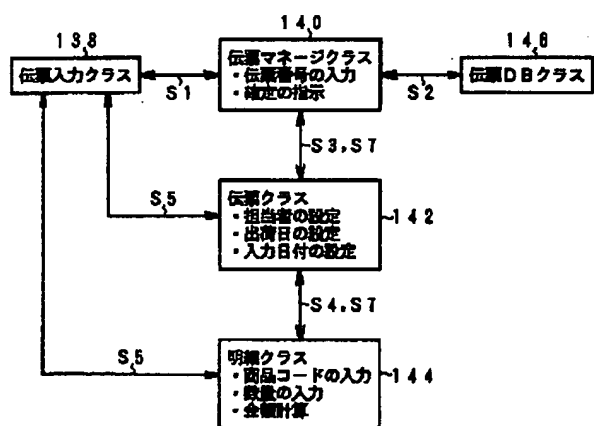 138
伝票入力クラス
S1
140
伝票マネージクラス
・伝票番号の入力
・確定の指示
S2
146
伝票DBクラス
S3,S7
S5
伝票クラス
・担当者の設定
・出荷日の設定
・入力日付の設定
142
S4,S7
S5
明細クラス
・商品コードの入力
・数量の入力
・金額計算
144